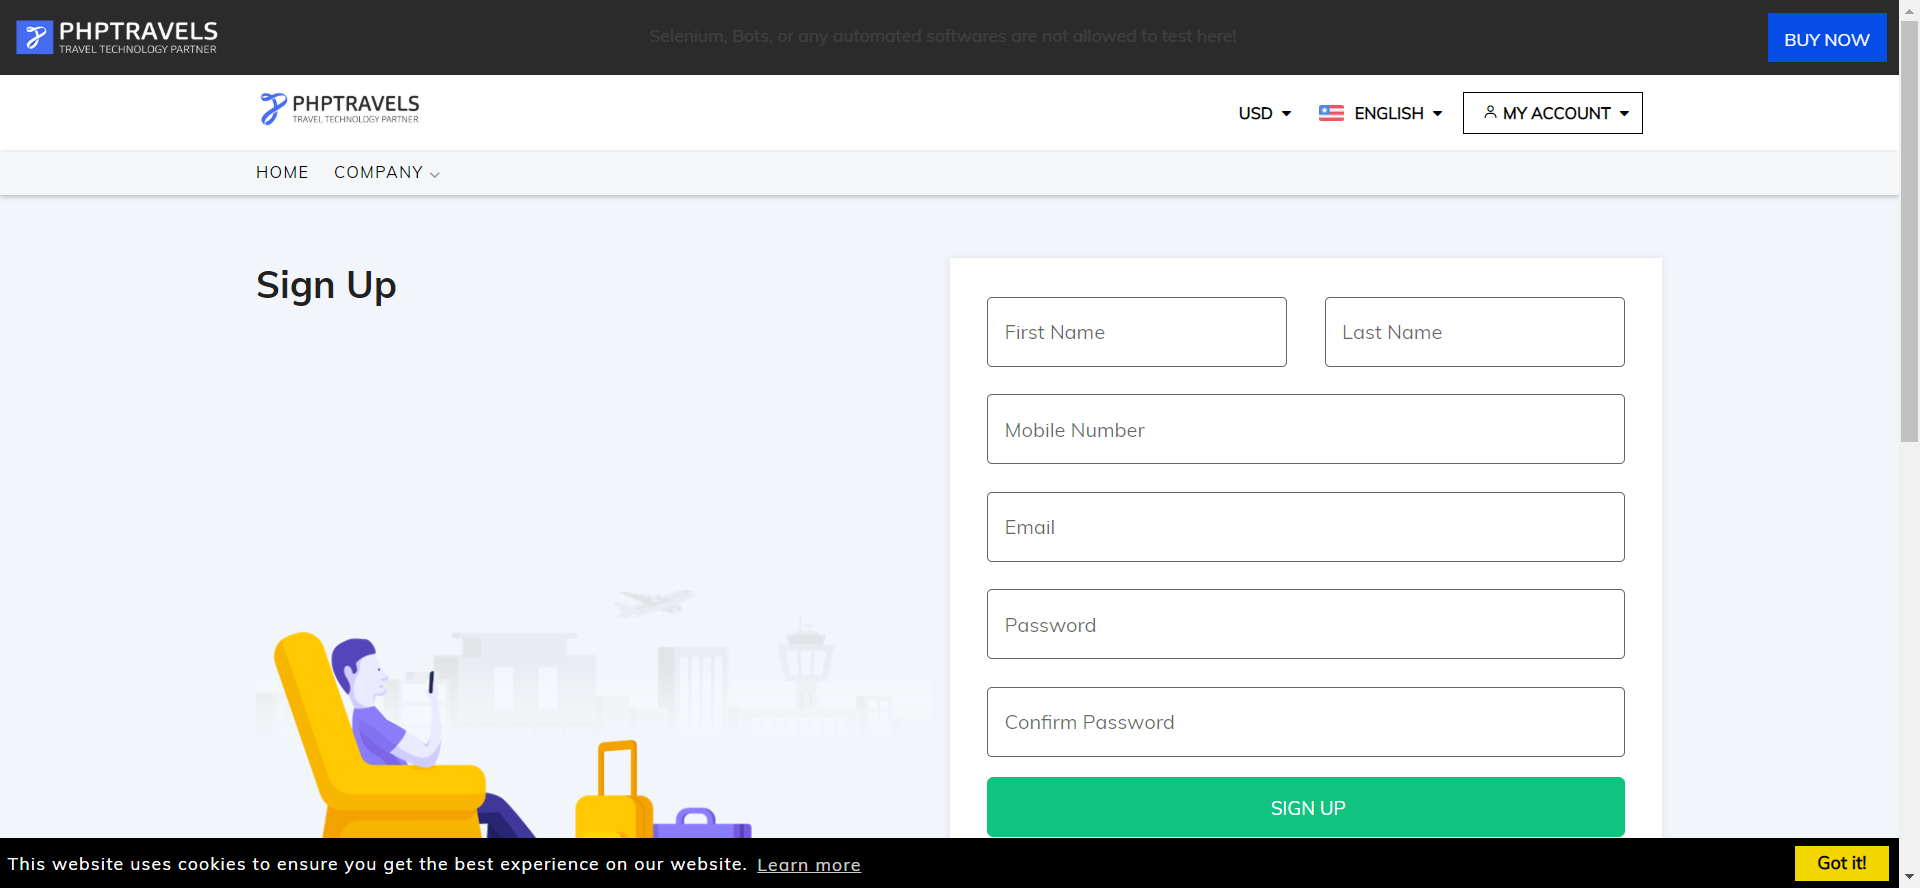 PHPTRAVELS
TRAVEL TECHNOLOGY PARTNER
Selenium, Bots, or any automated softwares are not allowed to test here!
BUY NOW
PHPTRAVELS
TRAVEL TECHNOLOGY PARTNER
USD
ENGLISH
MY ACCOUNT
HOME
COMPANY
Sign Up
First Name
Last Name
Mobile Number
Email
Password
Confirm Password
SIGN UP
This website uses cookies to ensure you get the best experience on our website. Learn more
Got it!